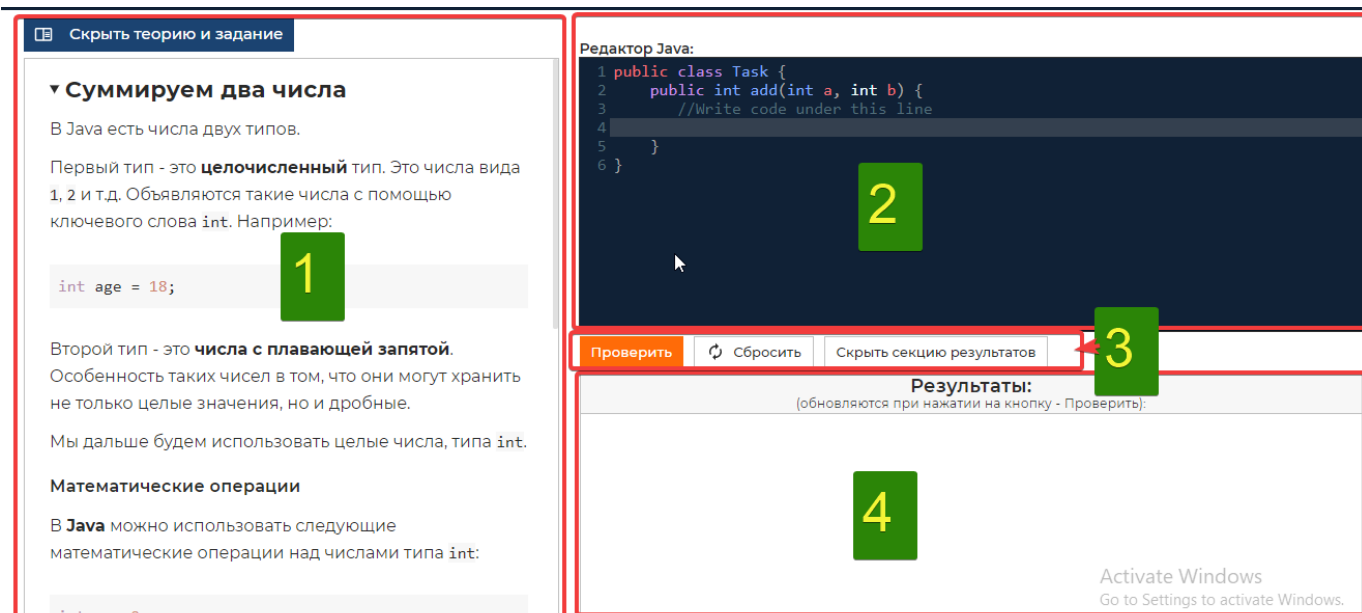 Скрыть теорию и задание
Суммируем два числа
В Java есть числа двух типов.
Первый тип - это целочисленный тип. Это числа вида
1, 2 и т.д. Объявляются такие числа с помощью
ключевого слова int. Например:
1
int age = 18;
Второй тип - это числа с плавающей запятой.
Особенность таких чисел в том, что они могут хранить
не только целые значения, но и дробные.
Мы дальше будем использовать целые числа, типа int.
Математические операции
В Java можно использовать следующие
математические операции над числами типа int:
Редактор Java:
1 public class Task {
2 public int add(int a, int b) {
3 //Write code under this line
4
5 }
6 }
2
Проверить
Сбросить
Скрыть секцию результатов
3
Результаты:
(обновляются при нажатии на кнопку - Проверить):
4
Activate Windows
Go to Settings to activate Windows.